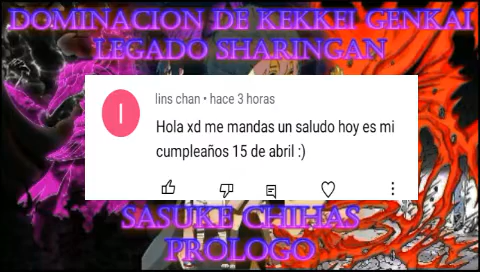 DOMINACION DE KEKKEI GENKAI
LEGADO SHARINGAN
I
lins chan • hace 3 horas
Hola xd me mandas un saludo hoy es mi
cumpleaños 15 de abril :)
SASUKE CHIHAS
PROLOGO